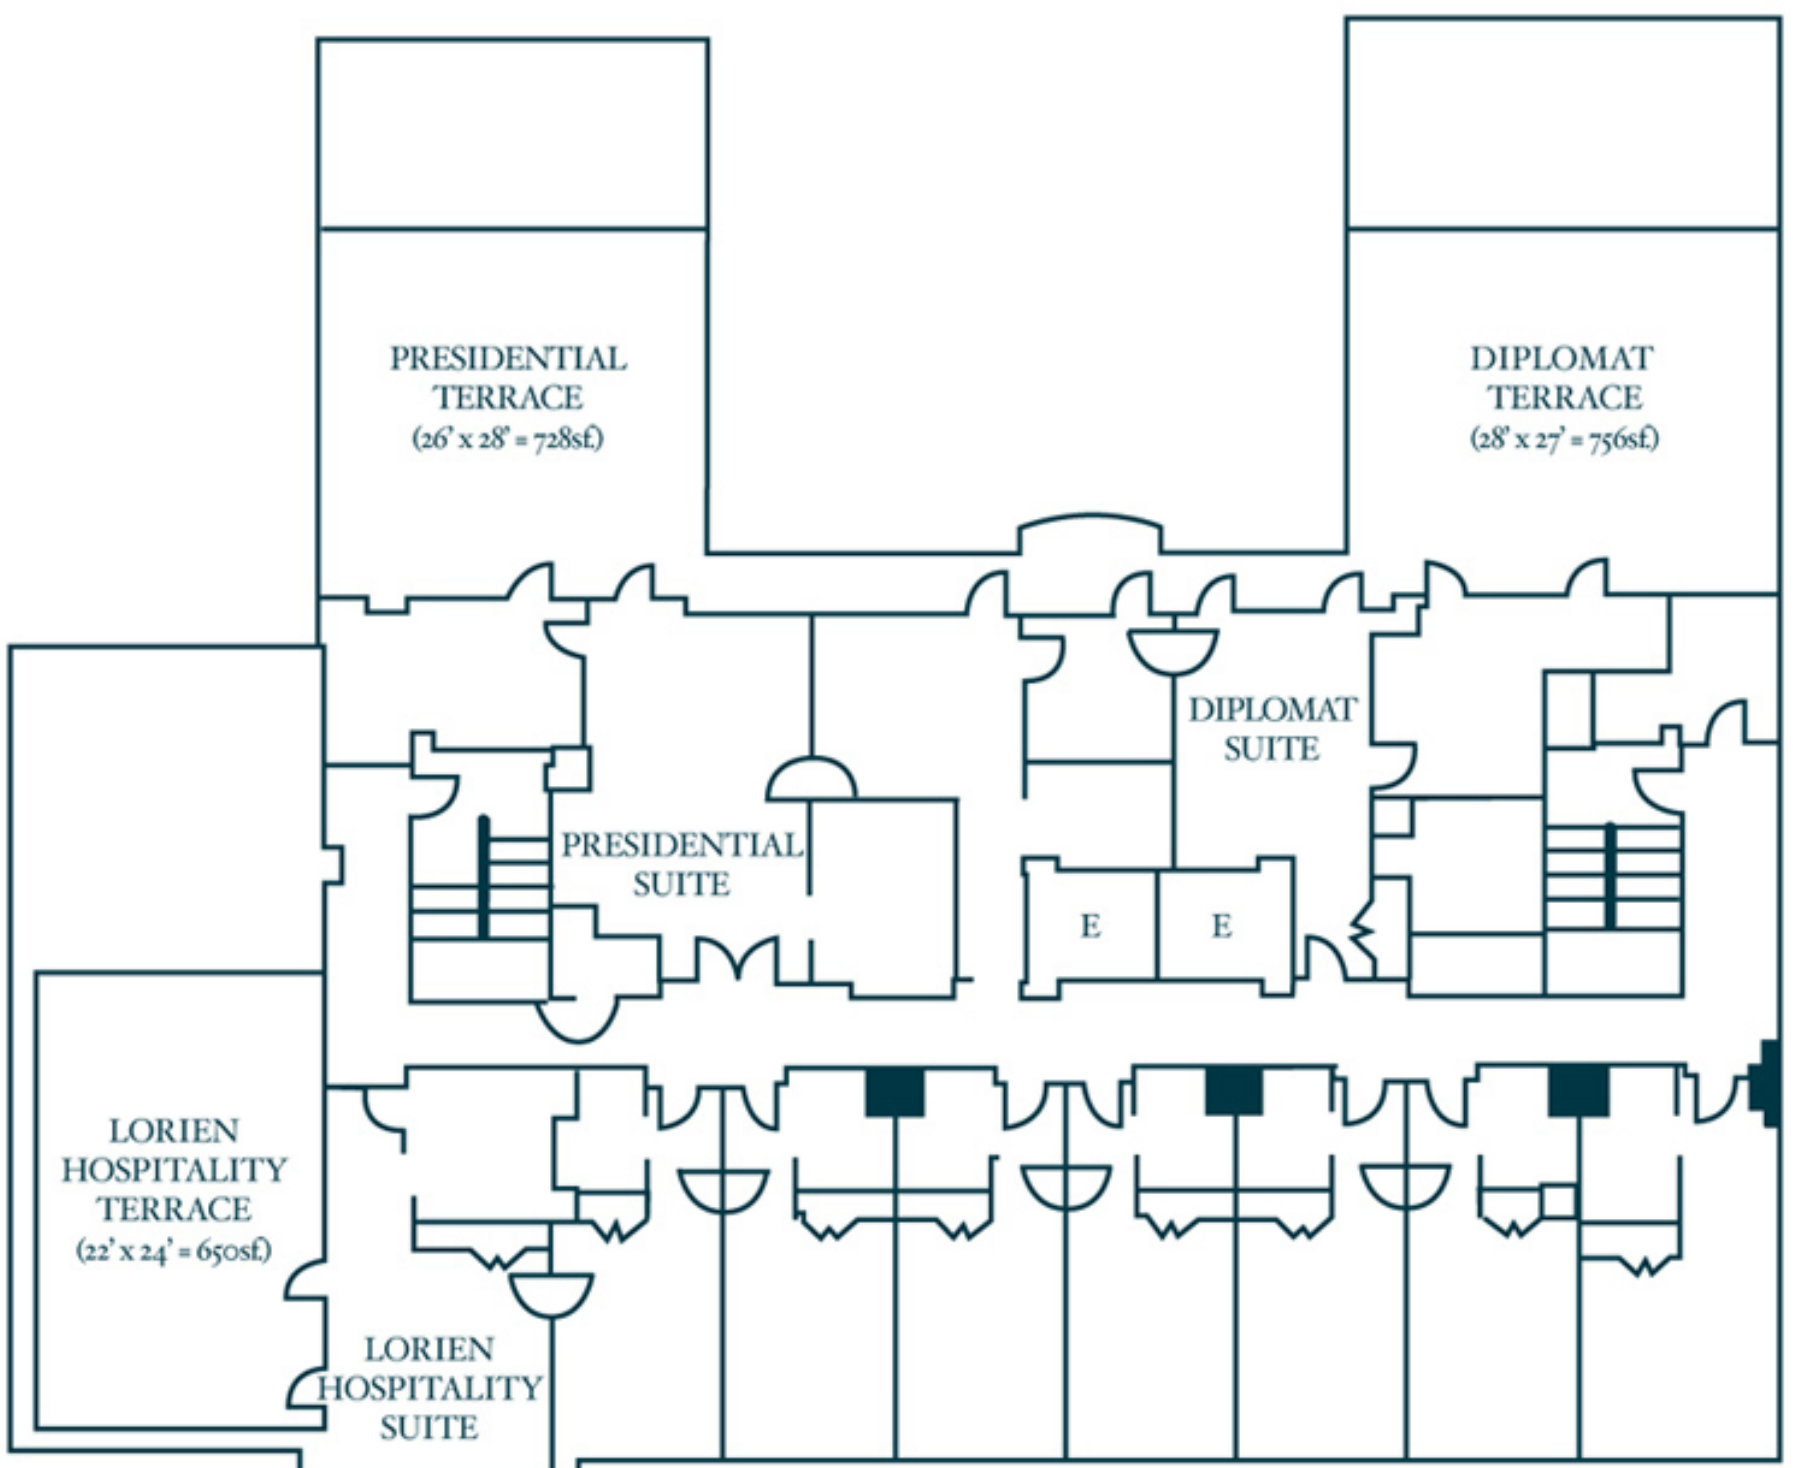 PRESIDENTIAL
TERRACE
(26' x 28' = 728sf.)
DIPLOMAT
TERRACE
(28' x 27' = 756sf.)
DIPLOMAT
SUITE
PRESIDENTIAL
SUITE
E
E
LORIEN
HOSPITALITY
TERRACE
(22' x 24' = 650sf.)
LORIEN
HOSPITALITY
SUITE